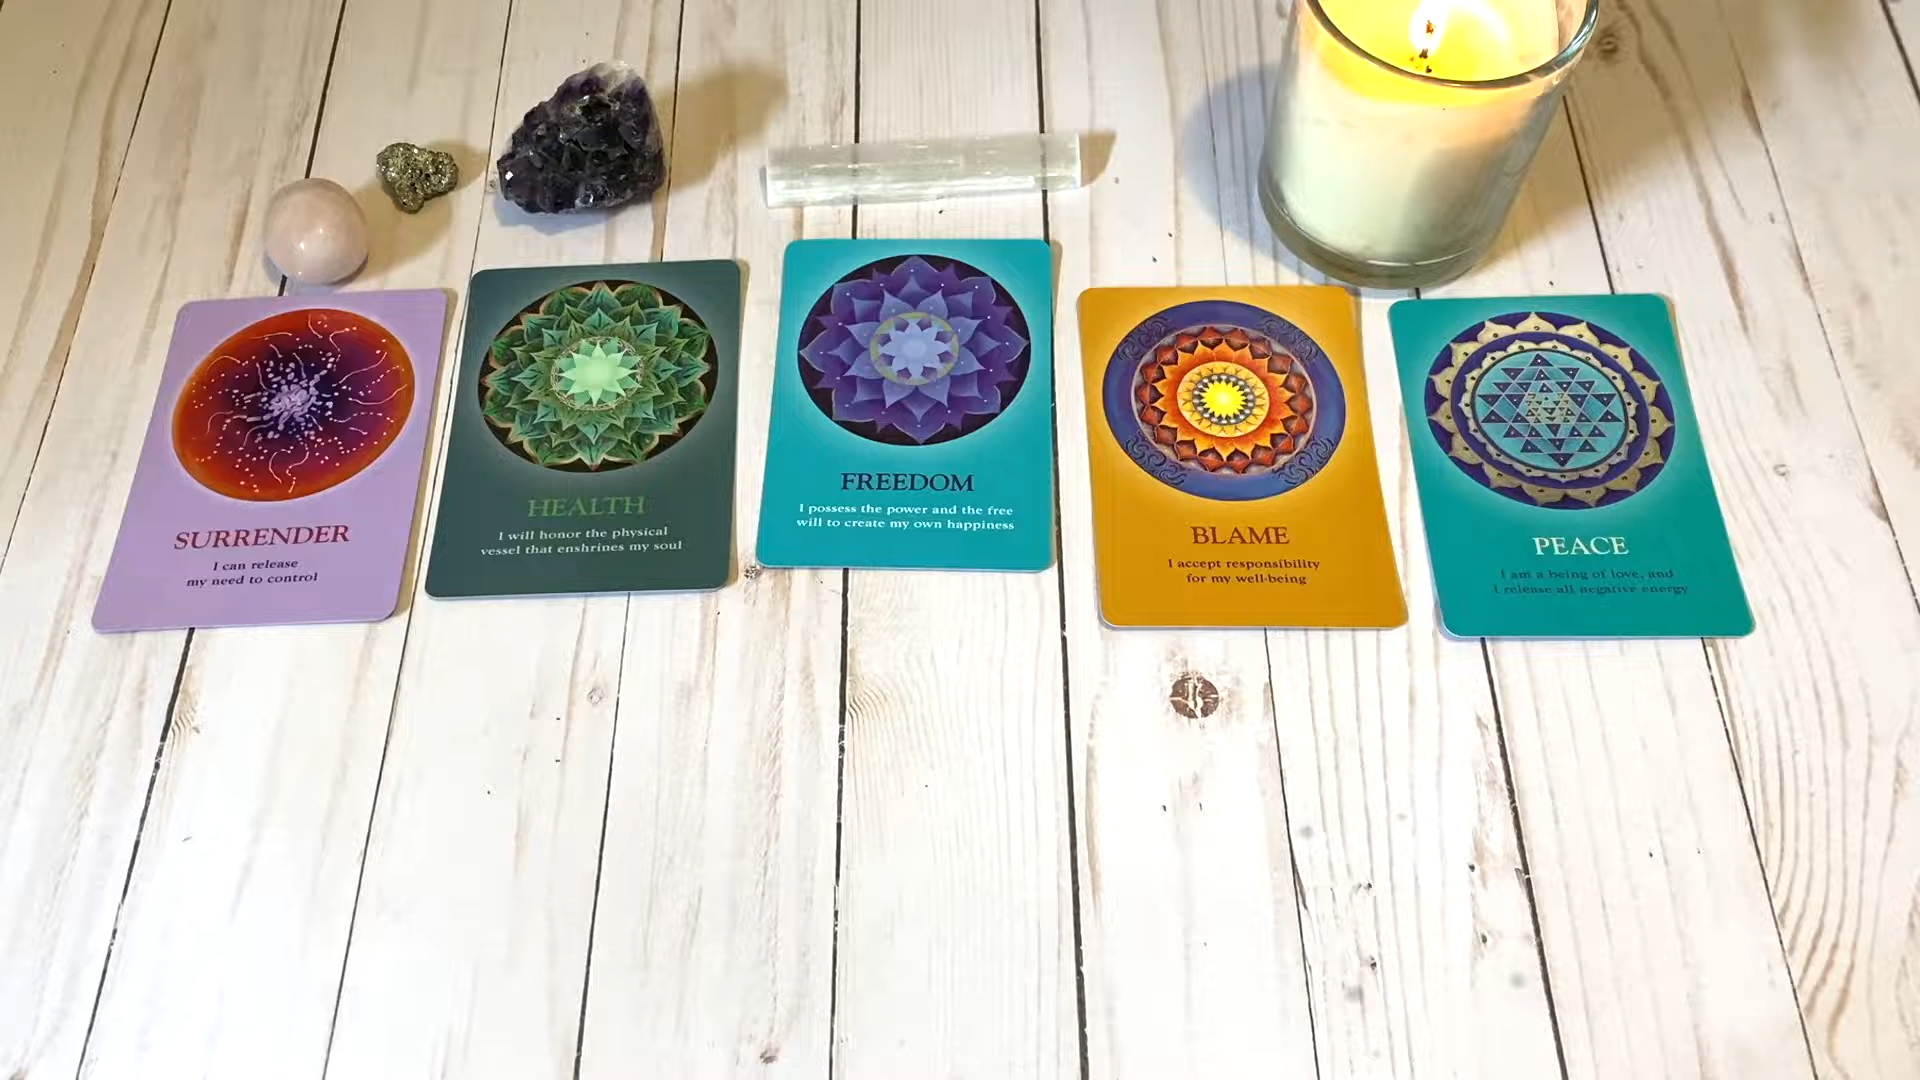 SURRENDER
I can release
my need to control
HEALTH
I will honor the physical
vessel that enshrines my soul
FREEDOM
I possess the power and the free
will to create my own happiness
BLAME
I accept responsibility
for my well-being
PEACE
I am a being of love, and
I release all negative energy